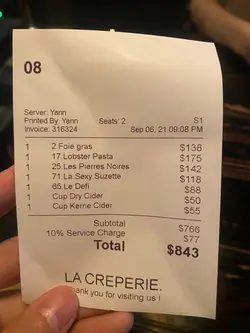 08
Server: Yann
Printed By: Yann Seats: 2 S1
Invoice: 316324 Sep 06, 21 09:08 PM
1 2.Foie gras $138
1 17.Lobster Pasta $175
1 25.Les Pierres Noires $142
1 71.La Sexy Suzette $118
1 65.Le Defi $88
1 Cup Dry Cider $50
1 Cup Kerne Cider $55
Subtotal $766
10% Service Charge $77
Total $843
LA CREPERIE.
ank you for visiting us !